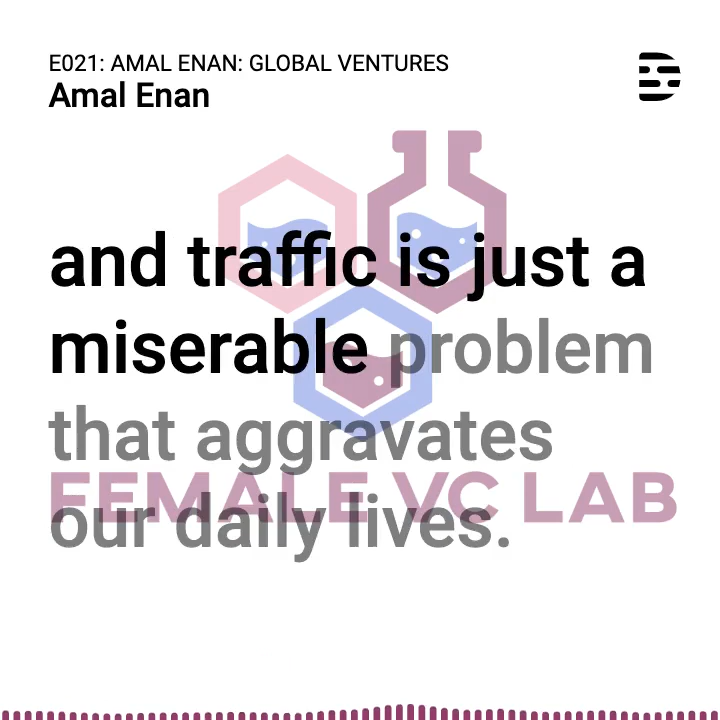 E021: AMAL ENAN: GLOBAL VENTURES
Amal Enan
and traffic is just a
miserable problem
that aggravates
FEMALE VC LAB
our daily lives.